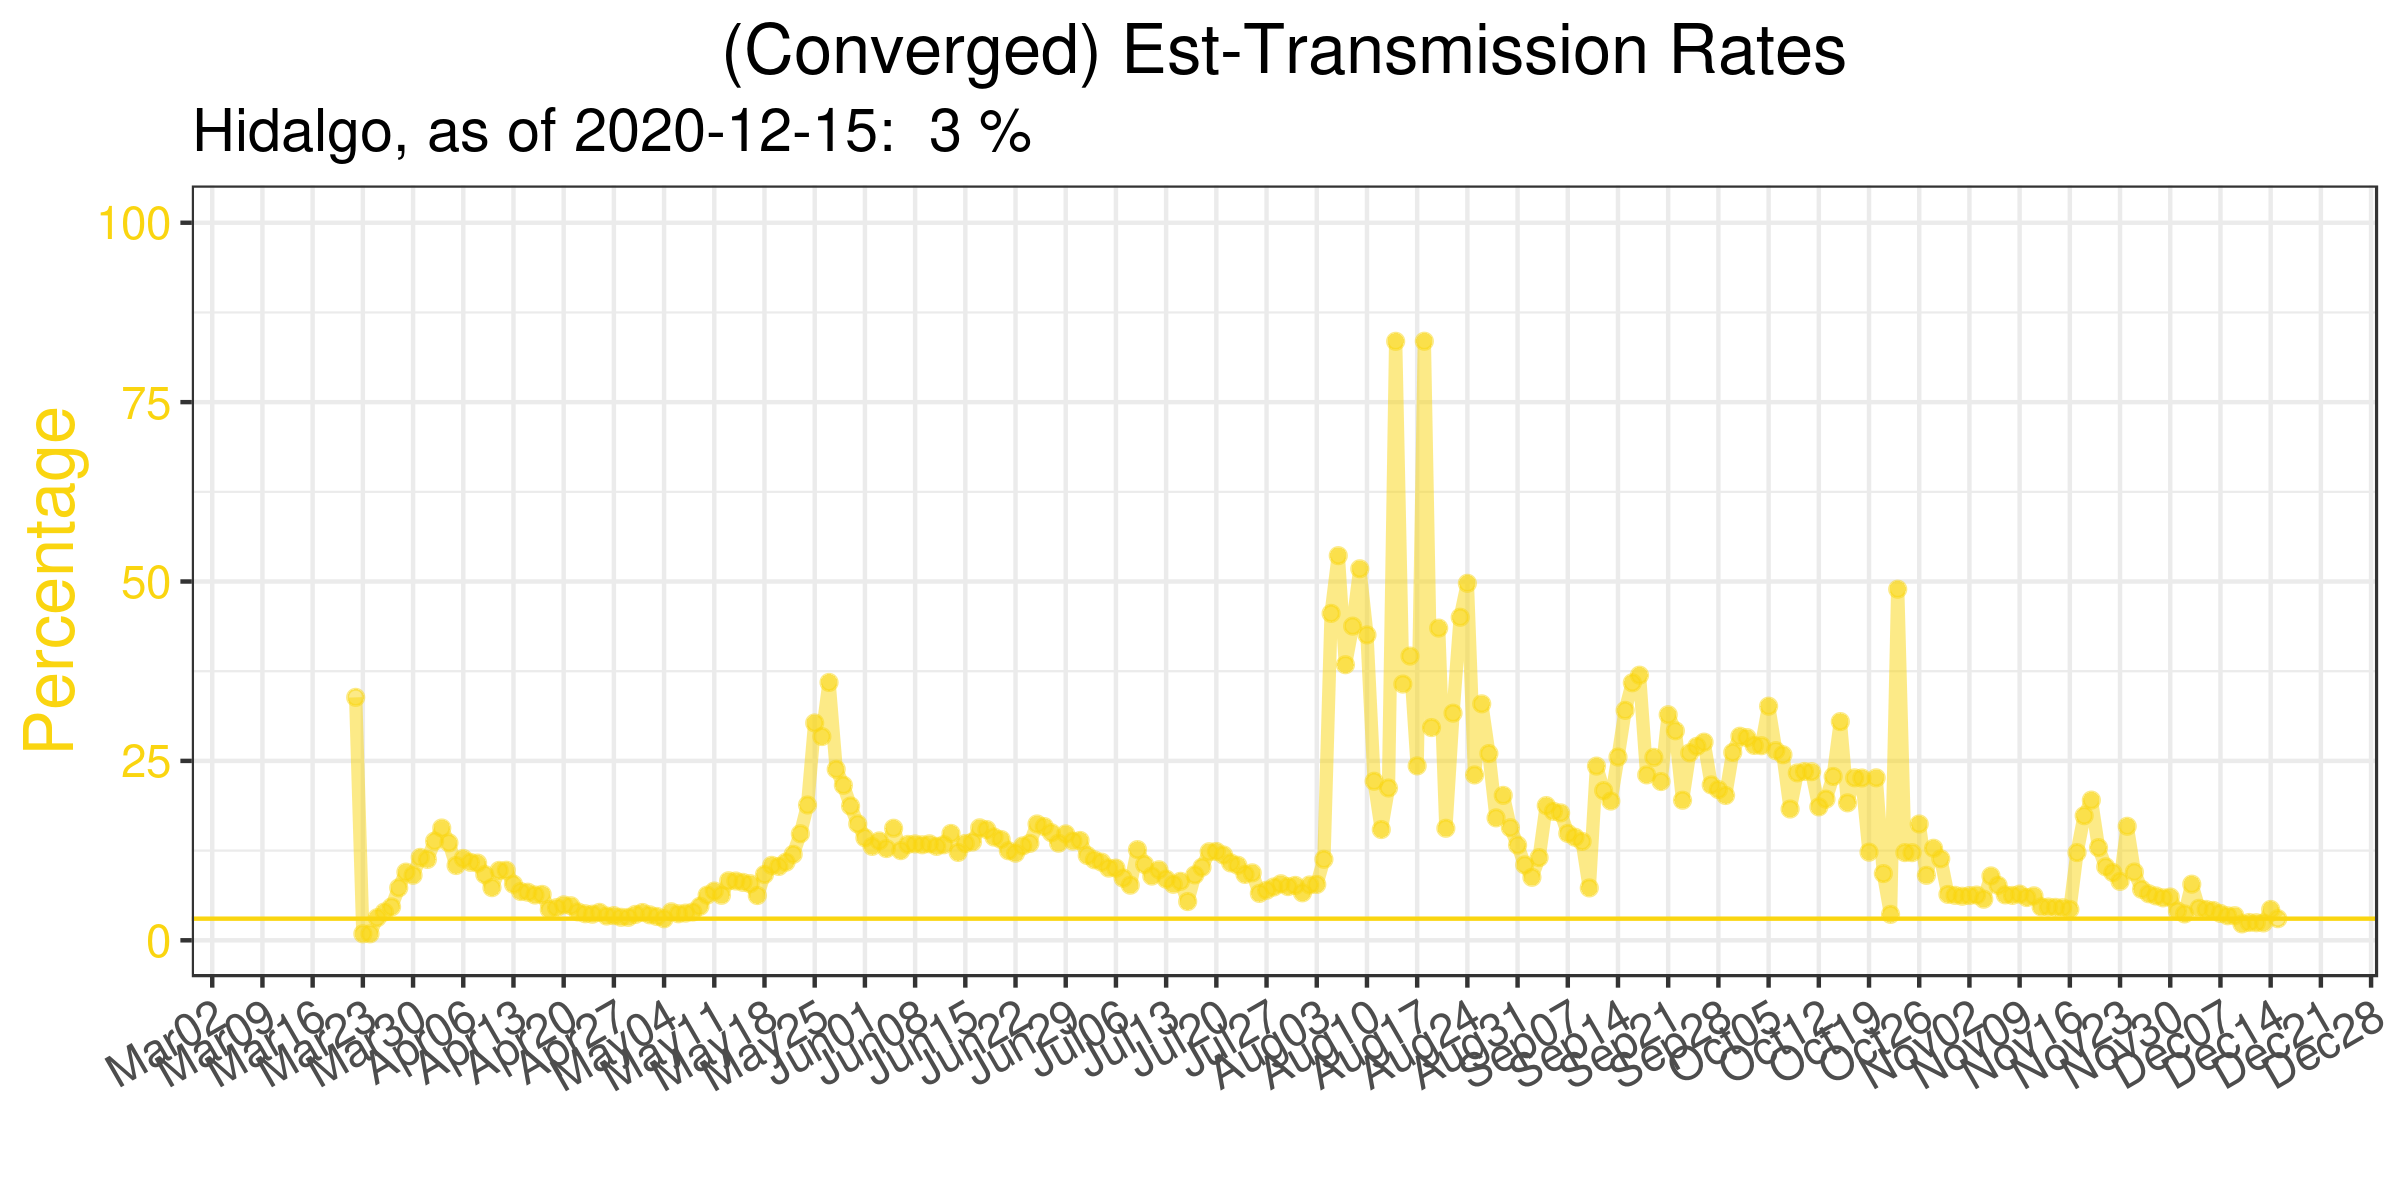 (Converged) Est-Transmission Rates
Hidalgo, as of 2020-12-15:  3 %
Percentage
100
75
50
25
0
Mar02
Mar09
Mar16
Mar23
Mar30
Apr06
Apr13
Apr20
Apr27
May04
May11
May18
May25
Jun01
Jun08
Jun15
Jun22
Jun29
Jul06
Jul13
Jul20
Jul27
Aug03
Aug10
Aug17
Aug24
Aug31
Sep07
Sep14
Sep21
Sep28
Oct05
Oct12
Oct19
Oct26
Nov02
Nov09
Nov16
Nov23
Nov30
Dec07
Dec14
Dec21
Dec28